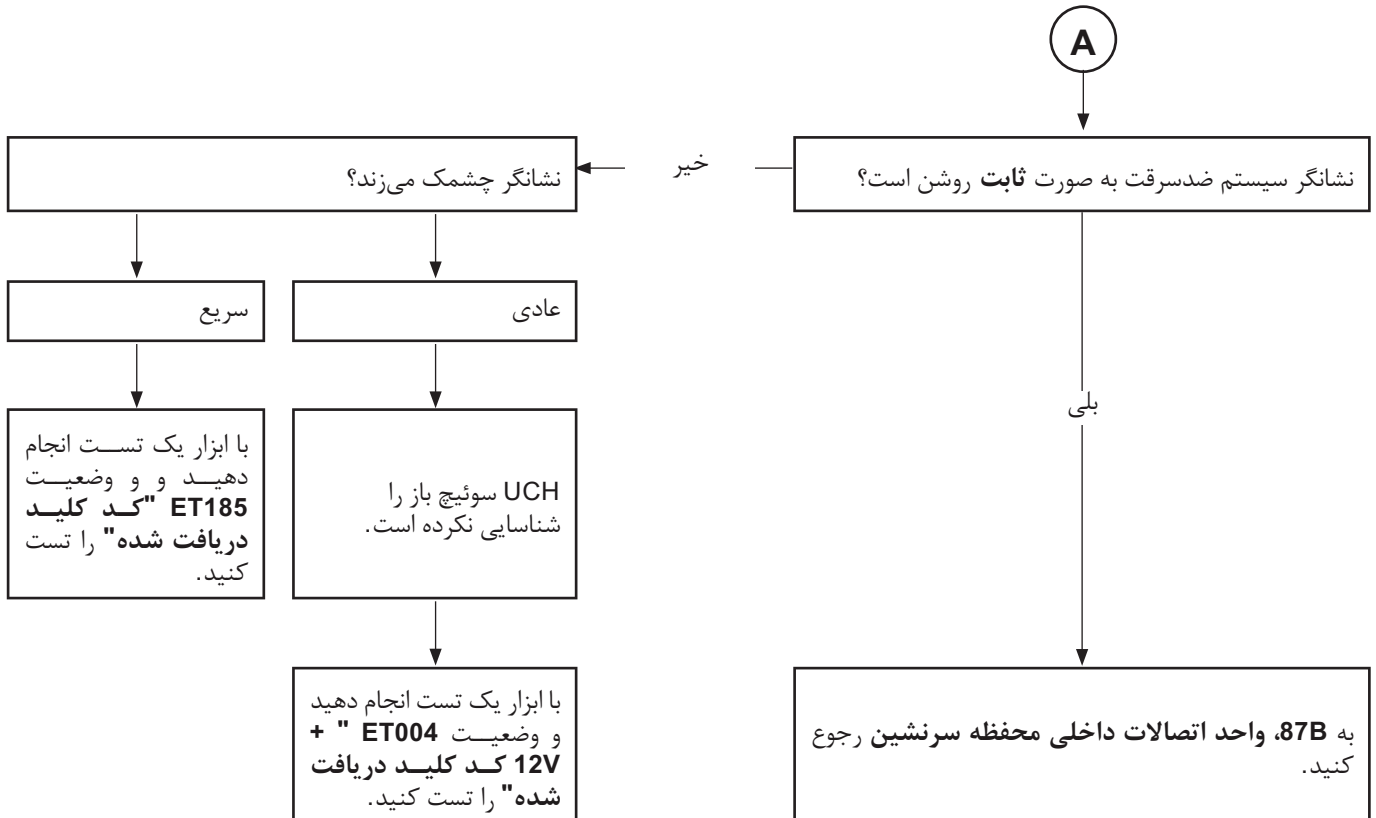 A
نشانگر سیستم ضدسرقت به صورت ثابت روشن است؟
خیر
نشانگر چشمک می‌زند؟
عادی
سریع
بلی
UCH سوئیچ باز را
شناسایی نکرده است.
با ابزار یک تست انجام
دهید و و وضعیت
ET185 "کد کلید
دریافت شده" را تست
کنید.
با ابزار یک تست انجام دهید
و وضعیت ET004 " +
12V کد کلید دریافت
شده" را تست کنید.
به 87B، واحد اتصالات داخلی محفظه سرنشین رجوع
کنید.